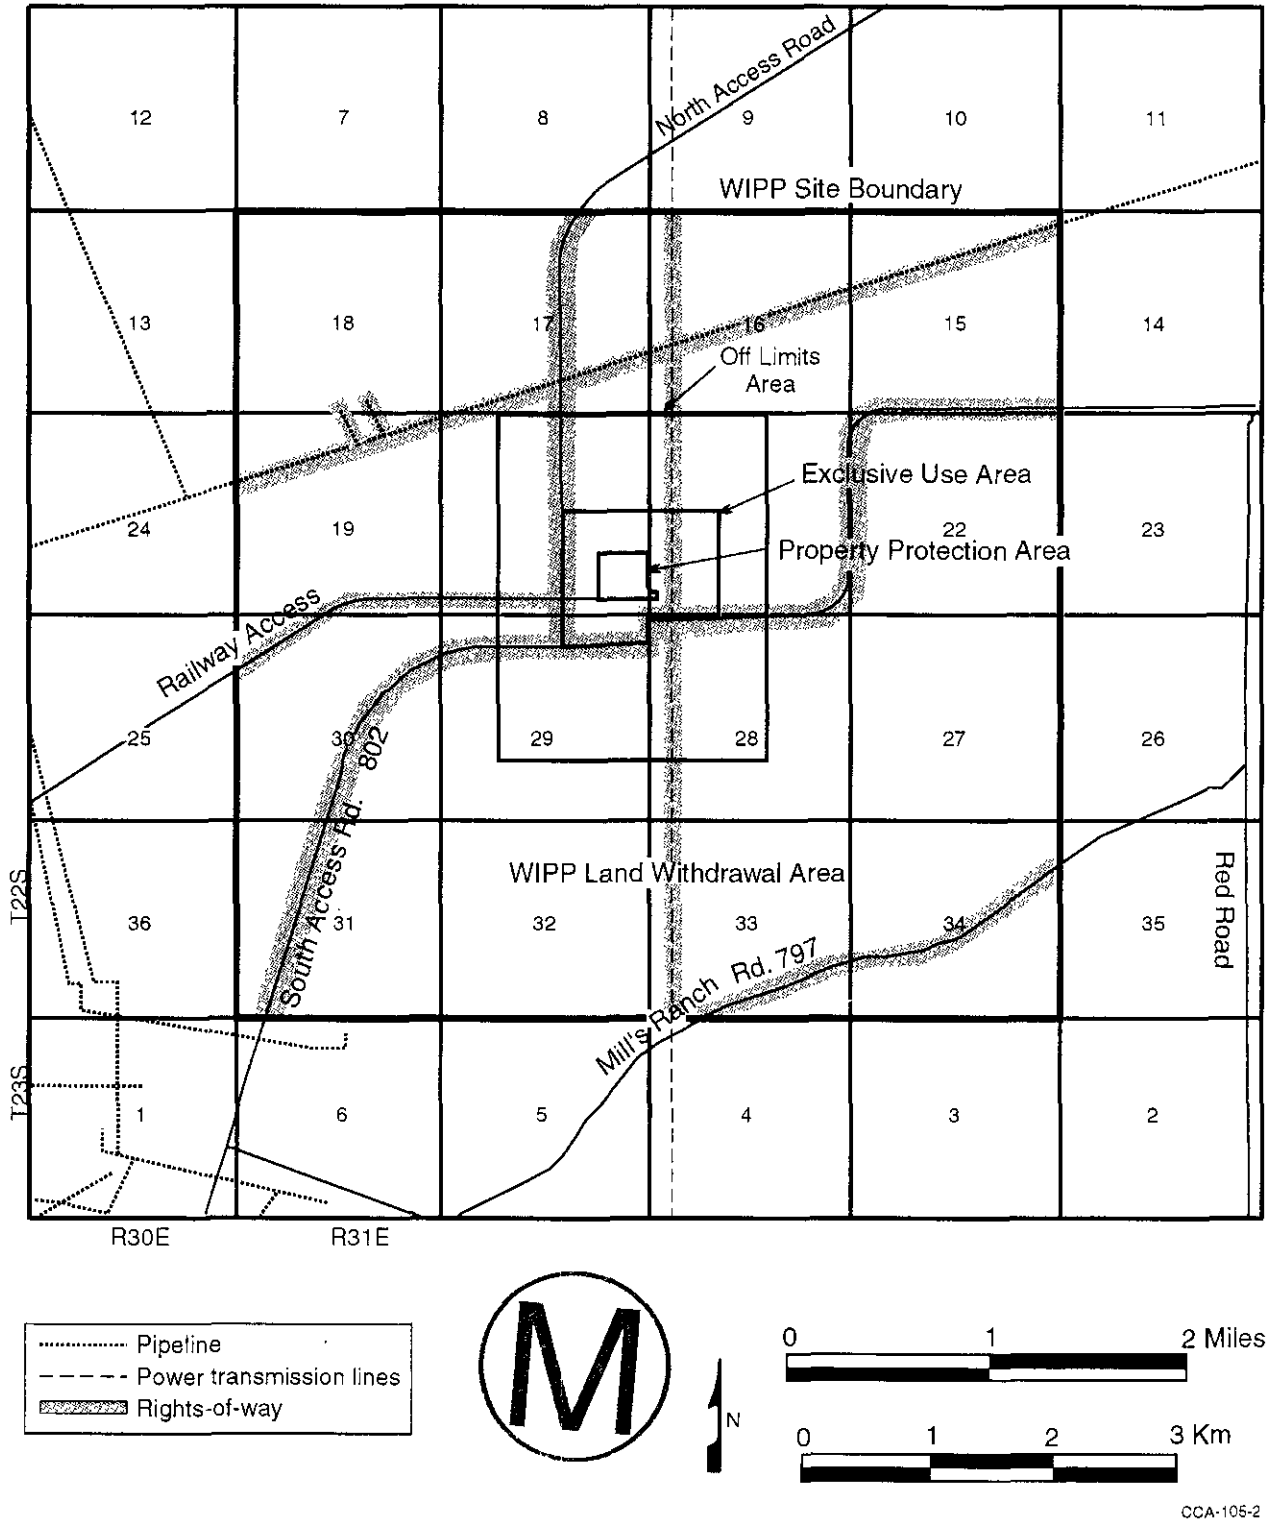 North Access Road
12
7
8
9
10
11
WIPP Site Boundary
13
18
17
16
15
14
Off Limits
Area
Exclusive Use Area
24
19
22
23
Property Protection Area
Railway Access
25
30
802
29
28
27
26
South Access Rd.
WIPP Land Withdrawal Area
T22S
36
31
32
33
34
35
Red Road
Mill's Ranch Rd. 797
T23S
1
6
5
4
3
2
R30E
R31E
Pipeline
Power transmission lines
Rights-of-way
M
N
0 1 2 Miles
0 1 2 3 Km
CCA-105-2